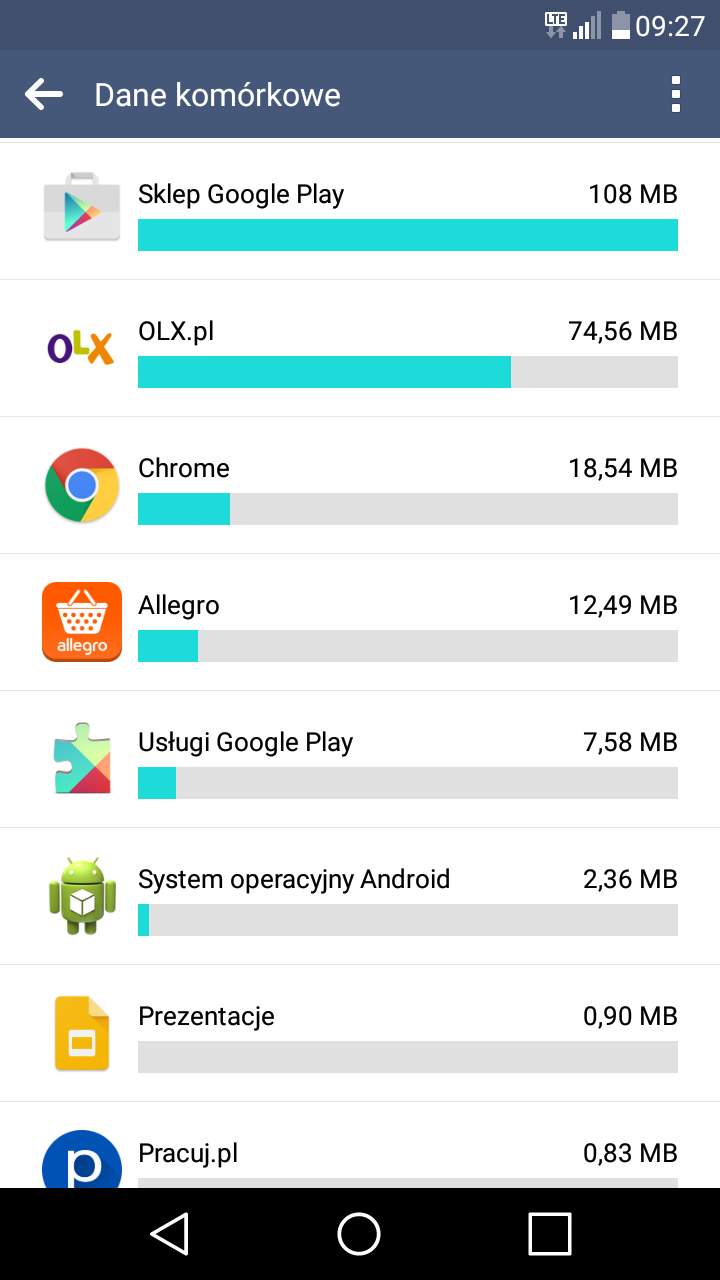 LTE 09:27
Dane komórkowe
Sklep Google Play 108 MB
OLX
OLX.pl 74,56 MB
Chrome 18,54 MB
Allegro 12,49 MB
allegro
Usługi Google Play 7,58 MB
System operacyjny Android 2,36 MB
Prezentacje 0,90 MB
p
Pracuj.pl 0,83 MB